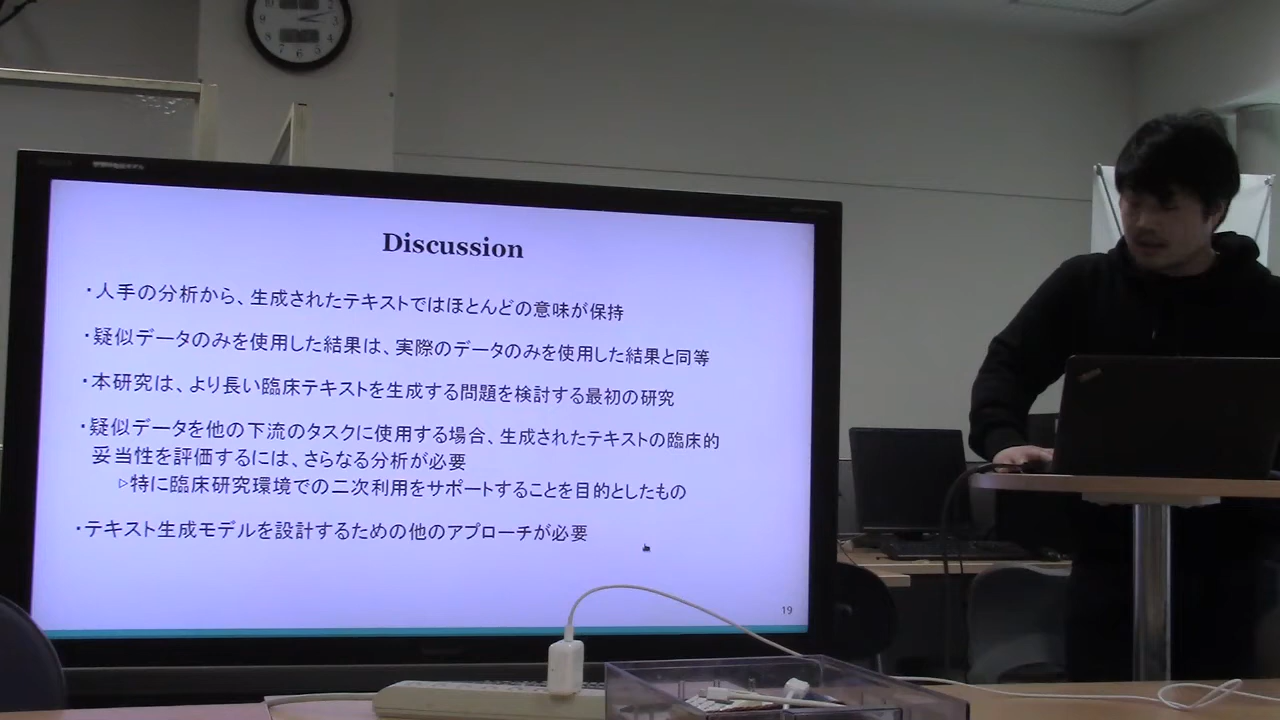 Discussion
・人手の分析から、生成されたテキストではほとんどの意味が保持
・疑似データのみを使用した結果は、実際のデータのみを使用した結果と同等
・本研究は、より長い臨床テキストを生成する問題を検討する最初の研究
・疑似データを他の下流のタスクに使用する場合、生成されたテキストの臨床的
妥当性を評価するには、さらなる分析が必要
▷特に臨床研究環境での二次利用をサポートすることを目的としたもの
・テキスト生成モデルを設計するための他のアプローチが必要
19